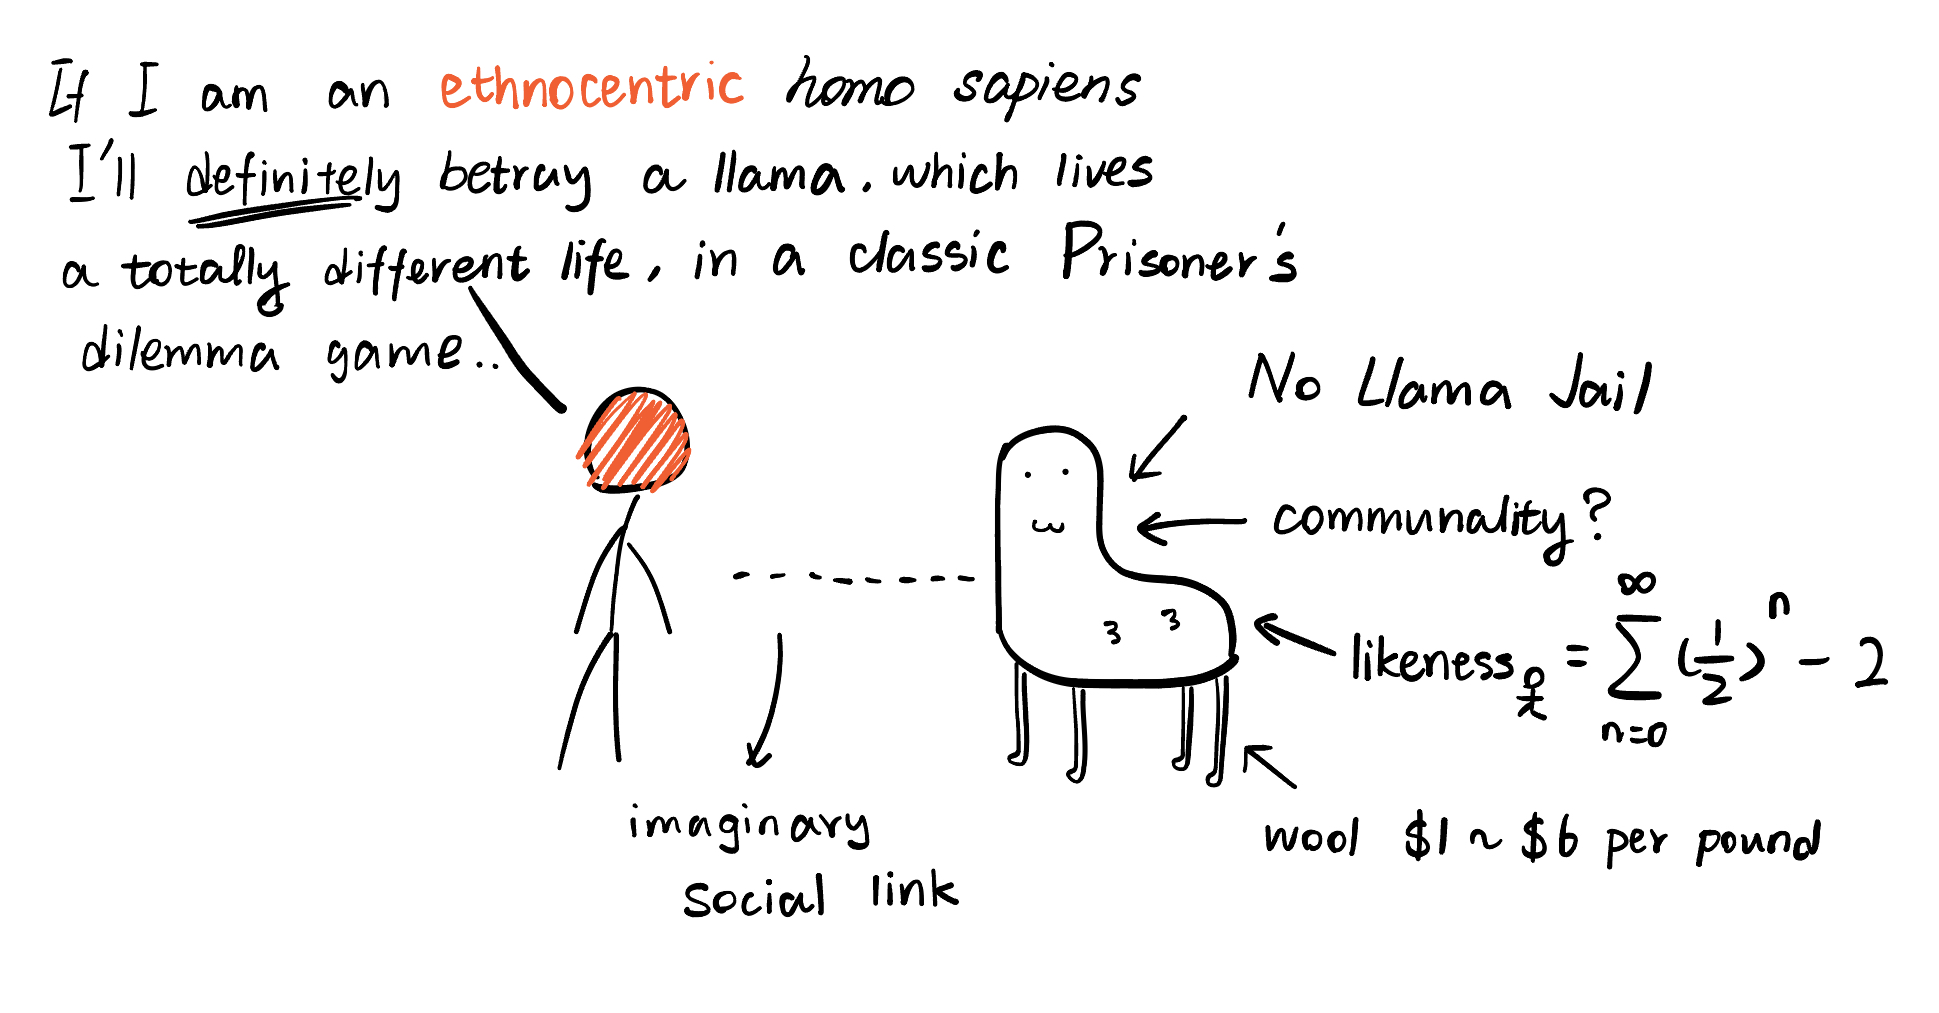 If I am an ethnocentric homo sapiens
I'll definitely betray a llama, which lives
a totally different life, in a classic Prisoner's
dilemma game..
No Llama Jail
communality?
likeness = ∞ Σ n=0 (1/2)^n - 2
wool $1 ~ $6 per pound
imaginary
social link